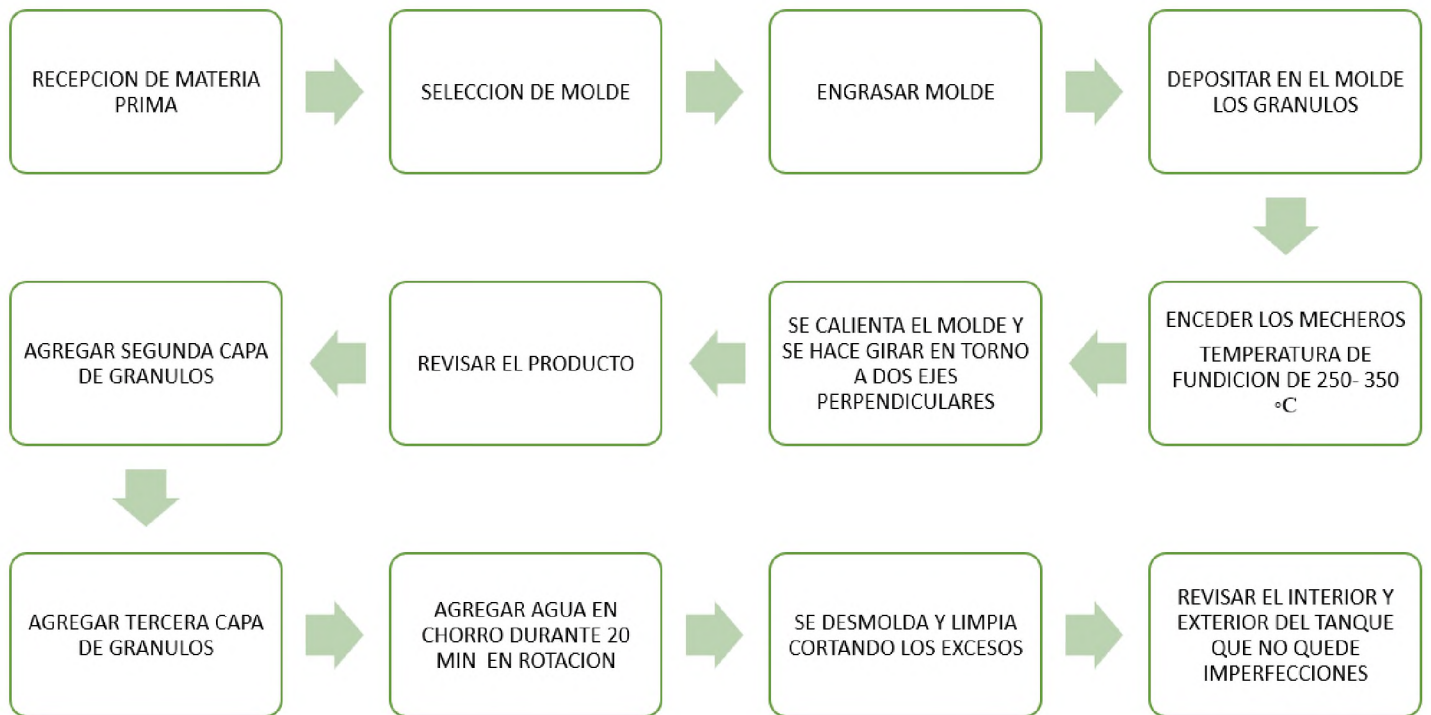 RECEPCION DE MATERIA
PRIMA
SELECCION DE MOLDE
ENGRASAR MOLDE
DEPOSITAR EN EL MOLDE
LOS GRANULOS
ENCEDER LOS MECHEROS
TEMPERATURA DE
FUNDICION DE 250- 350
°C
SE CALIENTA EL MOLDE Y
SE HACE GIRAR EN TORNO
A DOS EJES
PERPENDICULARES
REVISAR EL PRODUCTO
AGREGAR SEGUNDA CAPA
DE GRANULOS
AGREGAR TERCERA CAPA
DE GRANULOS
AGREGAR AGUA EN
CHORRO DURANTE 20
MIN EN ROTACION
SE DESMOLDA Y LIMPIA
CORTANDO LOS EXCESOS
REVISAR EL INTERIOR Y
EXTERIOR DEL TANQUE
QUE NO QUEDE
IMPERFECCIONES